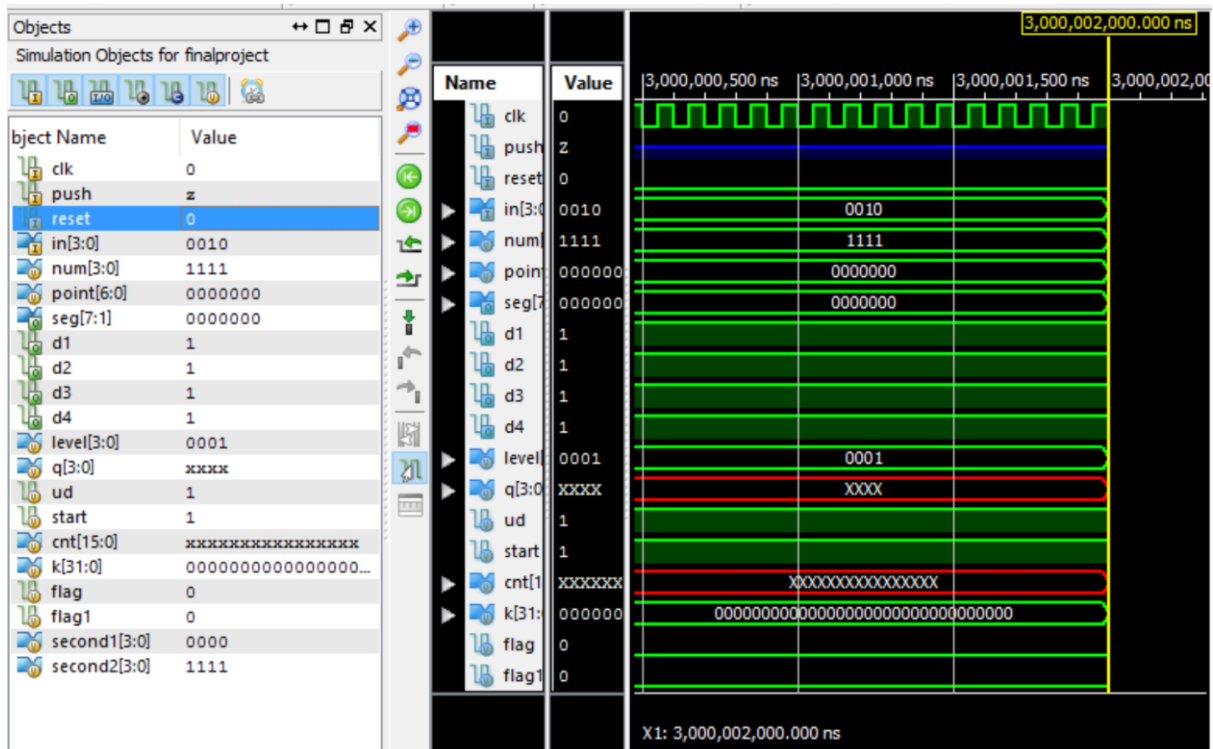 Objects
Simulation Objects for finalproject
bject Name Value
clk 0
push z
reset 0
in[3:0] 0010
num[3:0] 1111
point[6:0] 0000000
seg[7:1] 0000000
d1 1
d2 1
d3 1
d4 1
level[3:0] 0001
q[3:0] xxxx
ud 1
start 1
cnt[15:0] xxxxxxxxxxxxxxxx
k[31:0] 0000000000000000...
flag 0
flag1 0
second1[3:0] 0000
second2[3:0] 1111
3,000,002,000.000 ns
Name Value 3,000,000,500 ns 3,000,001,000 ns 3,000,001,500 ns 3,000,002,00
clk 0
push z
reset 0
in[3:0 0010 0010
num[ 1111 1111
point 000000 0000000
seg[7 000000 0000000
d1 1
d2 1
d3 1
d4 1
level[ 0001 0001
q[3:0 XXXX XXXX
ud 1
start 1
cnt[1 XXXXXX XXXXXXXXXXXXXXXX
k[31: 000000 00000000000000000000000000000000
flag 0
flag1 0
X1: 3,000,002,000.000 ns